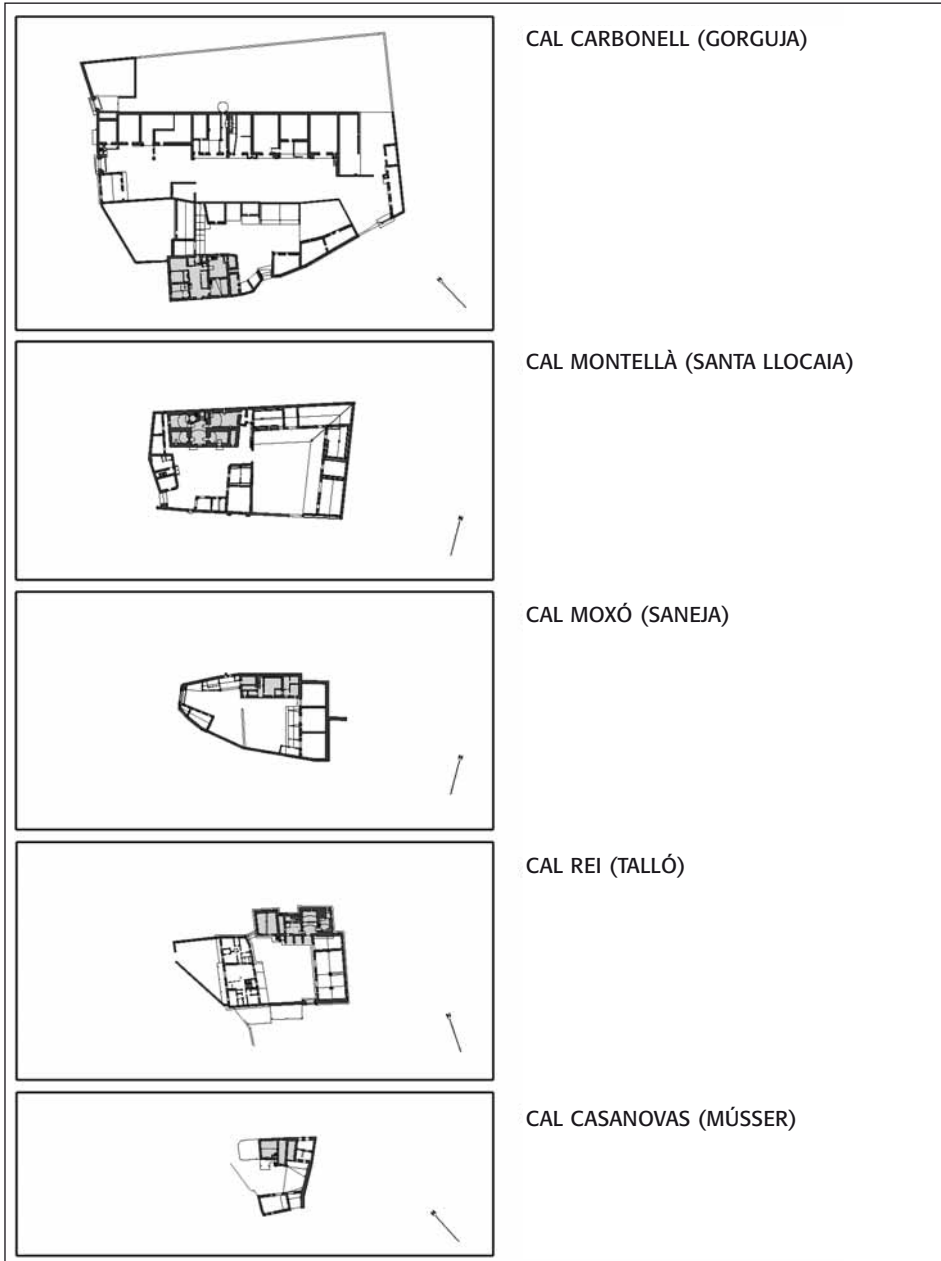 CAL CARBONELL (GORGUJA)
CAL MONTELLÀ (SANTA LLOCAIA)
CAL MOXÓ (SANEJA)
CAL REI (TALLÓ)
CAL CASANOVAS (MÚSSER)